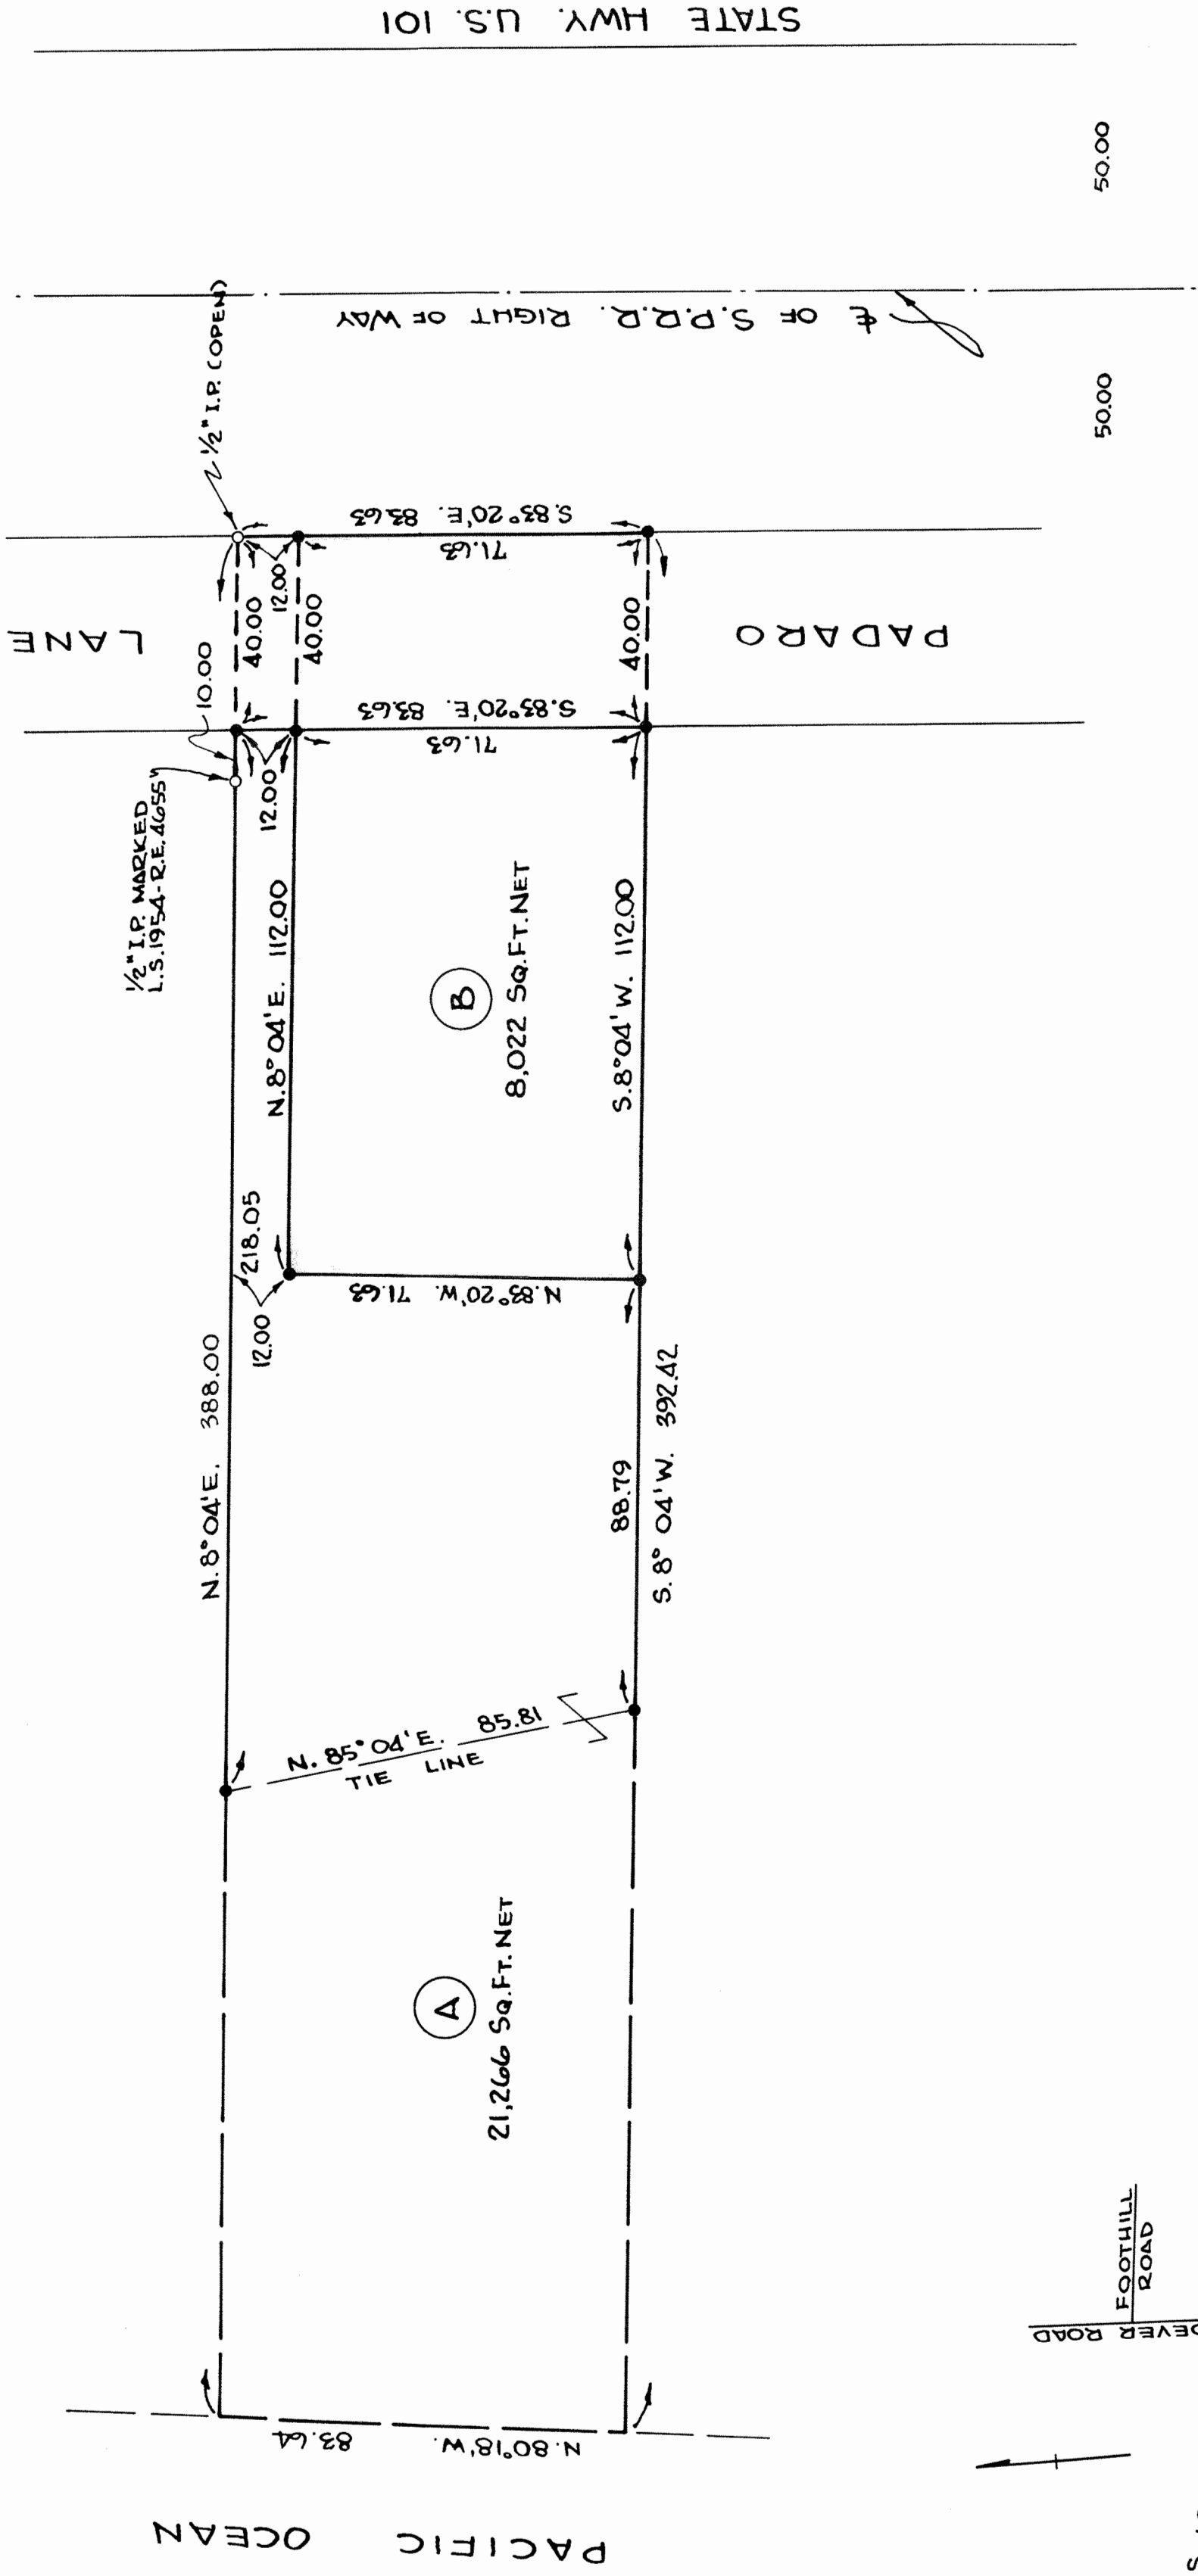 STATE HWY. U.S. 101
50.00
℄ OF S.P.R.R. RIGHT OF WAY
50.00
1/2" I.P. (OPEN)
S.83°20'E. 83.63
71.63
12.00
40.00
40.00
40.00
PADARO LANE
10.00
S.83°20'E. 83.63
71.63
12.00
1/2" I.P. MARKED
L.S.1954-R.E.4655"
N.8°04'E. 112.00
B
8,022 SQ.FT.NET
S.8°04'W. 112.00
218.05
12.00
N.83°20'W. 71.63
N.8°04'E. 388.00
88.79
S.8°04'W. 392.42
N.85°04'E. 85.81
TIE LINE
A
21,266 SQ.FT.NET
N.80°18'W. 83.64
PACIFIC OCEAN
FOOTHILL
ROAD
ROAD